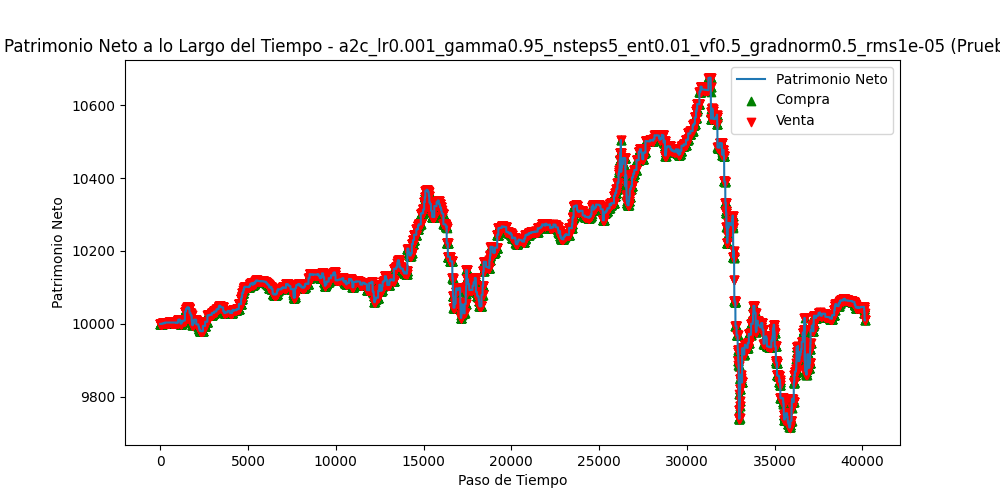 Patrimonio Neto a lo Largo del Tiempo - a2c_lr0.001_gamma0.95_nsteps5_ent0.01_vf0.5_gradnorm0.5_rms1e-05 (Prueb
Patrimonio Neto
Compra
Venta
10600
10400
10200
10000
9800
Patrimonio Neto
0 5000 10000 15000 20000 25000 30000 35000 40000
Paso de Tiempo